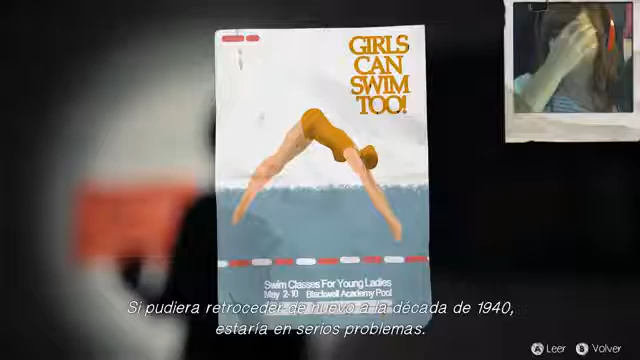 GIRLS
CAN
SWIM
TOO!
Swim Classes For Young Ladies
May 2-10 Blackwell Academy Pool
Si pudiera retroceder de nuevo a la década de 1940,
estaría en serios problemas.
A Leer B Volver